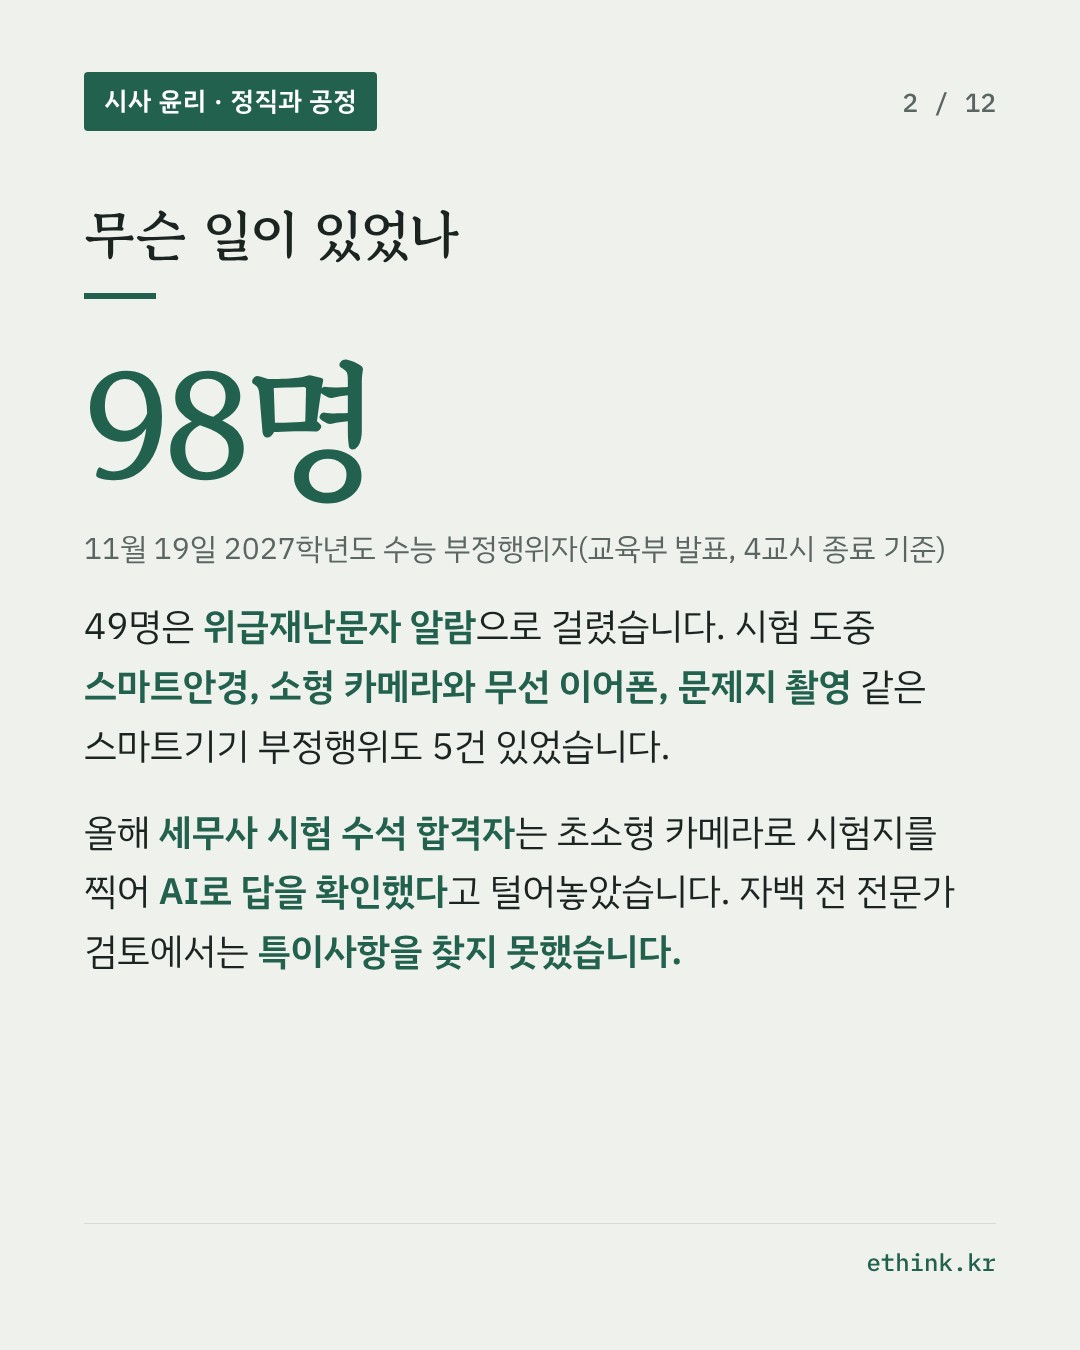 시사 윤리 · 정직과 공정
2 / 12
무슨 일이 있었나
98명
11월 19일 2027학년도 수능 부정행위자(교육부 발표, 4교시 종료 기준)
49명은 위급재난문자 알람으로 걸렸습니다. 시험 도중
스마트안경, 소형 카메라와 무선 이어폰, 문제지 촬영 같은
스마트기기 부정행위도 5건 있었습니다.
올해 세무사 시험 수석 합격자는 초소형 카메라로 시험지를
찍어 AI로 답을 확인했다고 털어놓았습니다. 자백 전 전문가
검토에서는 특이사항을 찾지 못했습니다.
ethink.kr